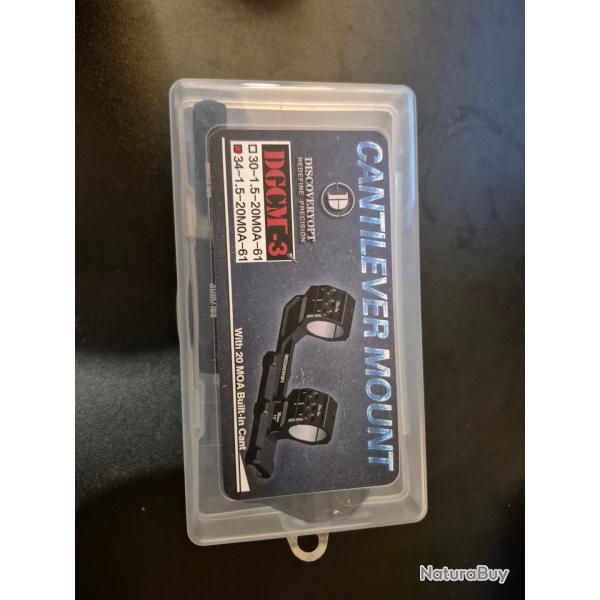 CANTILEVER MOUNT
DISCOVERYOPT
REDEFINE PRECISION
DGCM-3
30-1.5-20MOA-61
34-1.5-20MOA-61
With 20 MOA Built-in Cant
NaturaBuy